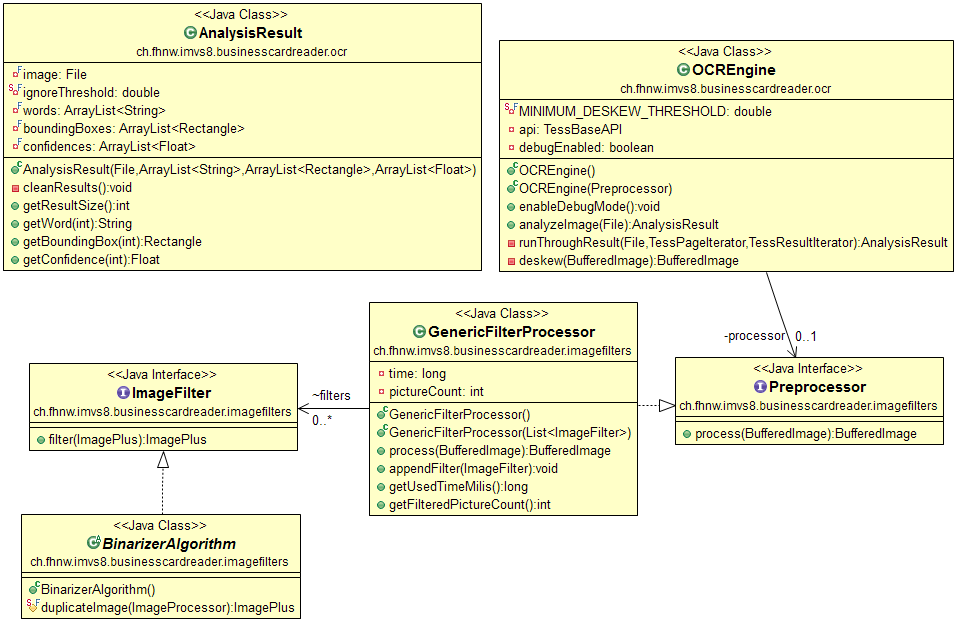 <<Java Class>>
AnalysisResult
ch.fhnw.imvs8.businesscardreader.ocr
image: File
ignoreThreshold: double
words: ArrayList<String>
boundingBoxes: ArrayList<Rectangle>
confidences: ArrayList<Float>
AnalysisResult(File,ArrayList<String>,ArrayList<Rectangle>,ArrayList<Float>)
cleanResults():void
getResultSize():int
getWord(int):String
getBoundingBox(int):Rectangle
getConfidence(int):Float
<<Java Class>>
OCREngine
ch.fhnw.imvs8.businesscardreader.ocr
MINIMUM_DESKEW_THRESHOLD: double
api: TessBaseAPI
debugEnabled: boolean
OCREngine()
OCREngine(Preprocessor)
enableDebugMode():void
analyzeImage(File):AnalysisResult
runThroughResult(File,TessPageIterator,TessResultIterator):AnalysisResult
deskew(BufferedImage):BufferedImage
-processor 0..1
<<Java Class>>
GenericFilterProcessor
ch.fhnw.imvs8.businesscardreader.imagefilters
time: long
pictureCount: int
GenericFilterProcessor()
GenericFilterProcessor(List<ImageFilter>)
process(BufferedImage):BufferedImage
appendFilter(ImageFilter):void
getUsedTimeMilis():long
getFilteredPictureCount():int
<<Java Interface>>
Preprocessor
ch.fhnw.imvs8.businesscardreader.imagefilters
process(BufferedImage):BufferedImage
<<Java Interface>>
ImageFilter
ch.fhnw.imvs8.businesscardreader.imagefilters
filter(ImagePlus):ImagePlus
~filters
0..*
<<Java Class>>
BinarizerAlgorithm
ch.fhnw.imvs8.businesscardreader.imagefilters
BinarizerAlgorithm()
duplicateImage(ImageProcessor):ImagePlus